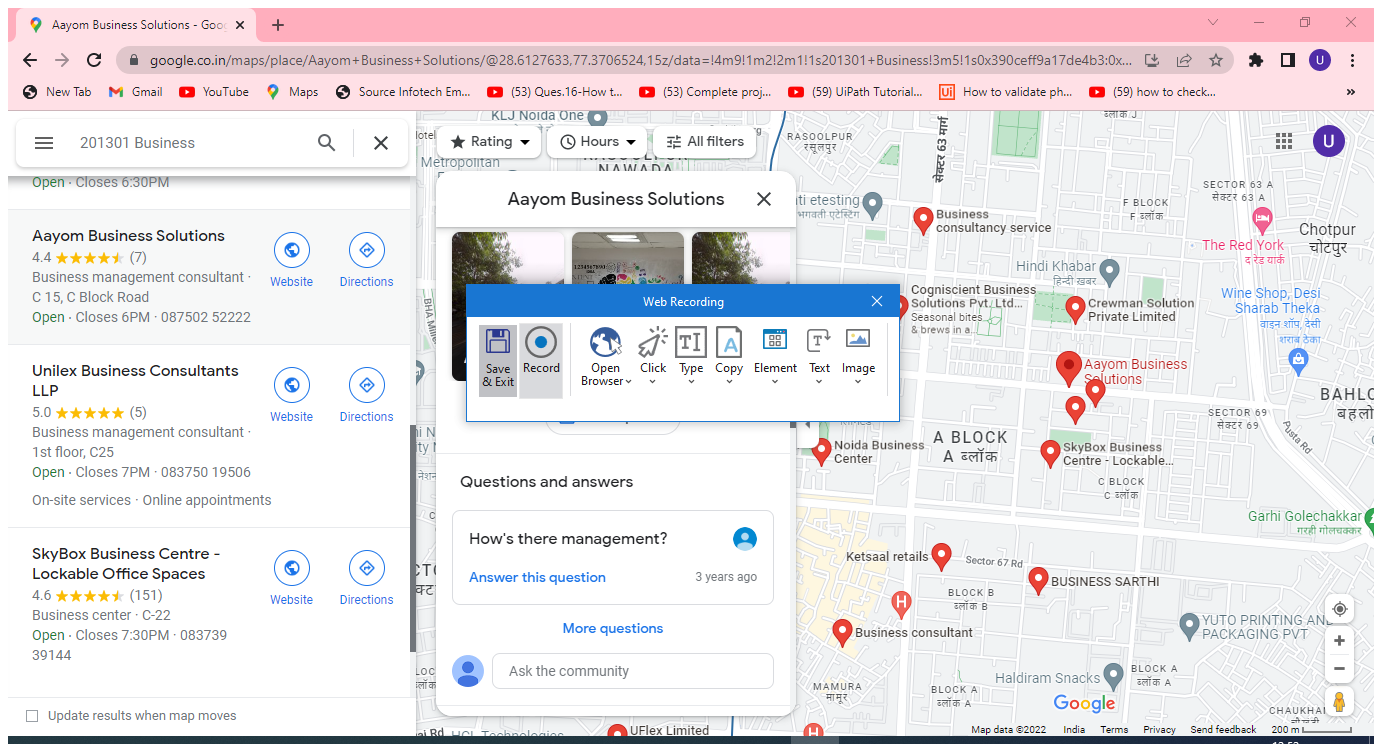 Aayom Business Solutions - Goo
google.co.in/maps/place/Aayom+Business+Solutions/@28.6127633,77.3706524,15z/data=!4m9!1m2!2m1!1s201301+Business!3m5!1s0x390ceff9a17de4b3:0x...
U
New Tab
Gmail
YouTube
Maps
Source Infotech Em...
(53) Ques.16-How t...
(53) Complete proj...
(59) UiPath Tutorial...
Ui
How to validate ph...
(59) how to check...
»
201301 Business
Open · Closes 6:30PM
Aayom Business Solutions
4.4 (7)
Business management consultant ·
C 15, C Block Road
Open · Closes 6PM · 087502 52222
Website
Directions
Unilex Business Consultants
LLP
5.0 (5)
Business management consultant ·
1st floor, C25
Open · Closes 7PM · 083750 19506
On-site services · Online appointments
Website
Directions
SkyBox Business Centre -
Lockable Office Spaces
4.6 (151)
Business center · C-22
Open · Closes 7:30PM · 083739
39144
Website
Directions
Update results when map moves
Rating
Hours
All filters
Aayom Business Solutions
Web Recording
Save
& Exit
Record
Open
Browser
Click
Type
Copy
Element
Text
Image
Questions and answers
How's there management?
Answer this question
3 years ago
More questions
Ask the community
KLJ Noida One
Metropolitan
NAWADA
RASOOLPUR
रसूलपुर
सेक्टर 63 मार्ग
ब्लॉक J
U
SECTOR 63 A
सेक्टर 63 ए
F BLOCK
F ब्लॉक
Business
consultancy service
The Red York
द रेड यार्क
Chotpur
चोटपुर
Hindi Khabar
हिन्दी खबर
Cogniscient Business
Solutions Pvt. Ltd...
Seasonal bites
& brews in a...
Crewman Solution
Private Limited
Wine Shop, Desi
Sharab Theka
वाइन शॉप, देसी
शराब ठेका
Aayom Business
Solutions
SECTOR 69
सेक्टर 69
Pusta Rd
Noida Business
Center
A BLOCK
A ब्लॉक
SkyBox Business
Centre - Lockable...
C BLOCK
C ब्लॉक
Garhi Golechakkar
गरही गोलचक्कर
Ketsaal retails
Sector 67 Rd
BUSINESS SARTHI
BLOCK B
ब्लॉक B
H
Business consultant
YUTO PRINTING AND
PACKAGING PVT
Haldiram Snacks
BLOCK A
ब्लॉक A
MAMURA
मामूर
BLOCK A
ब्लॉक A
Google
UFlex Limited
HCL Technologies
Map data ©2022
India
Terms
Privacy
Send feedback
200 m